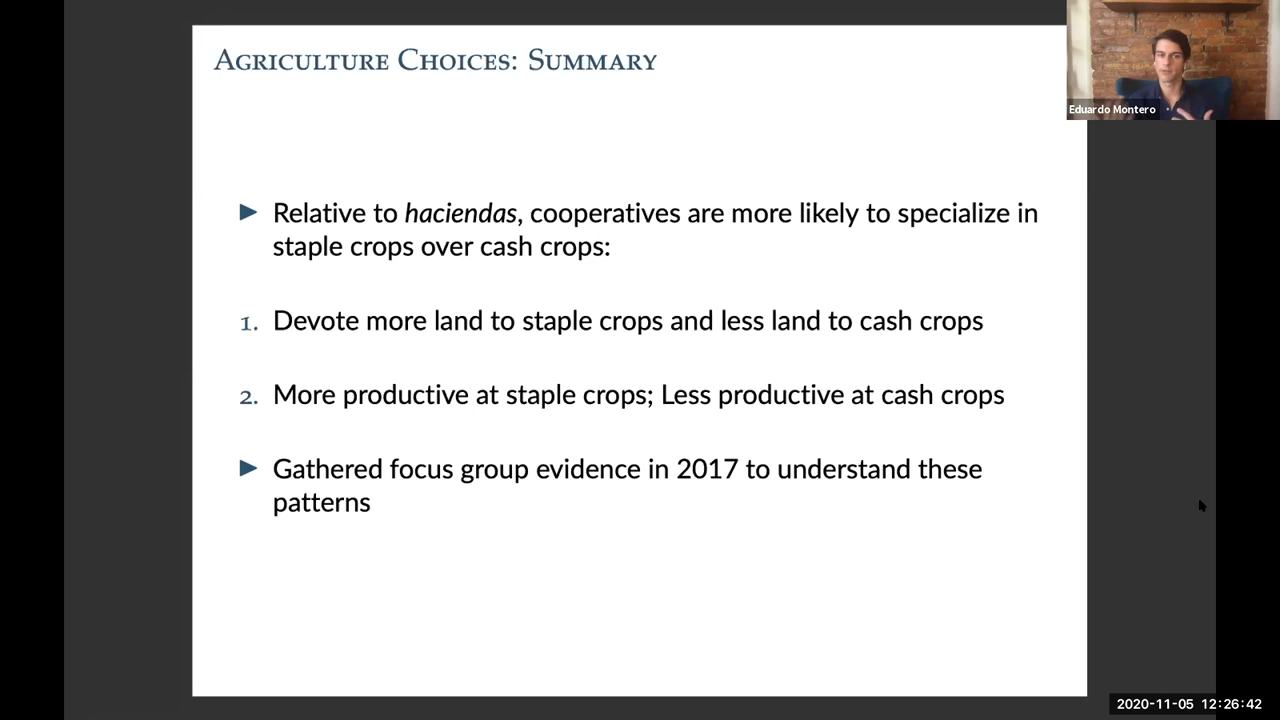 Agriculture Choices: Summary
Eduardo Montero
▶ Relative to haciendas, cooperatives are more likely to specialize in
staple crops over cash crops:
1. Devote more land to staple crops and less land to cash crops
2. More productive at staple crops; Less productive at cash crops
▶ Gathered focus group evidence in 2017 to understand these
patterns
2020-11-05 12:26:42